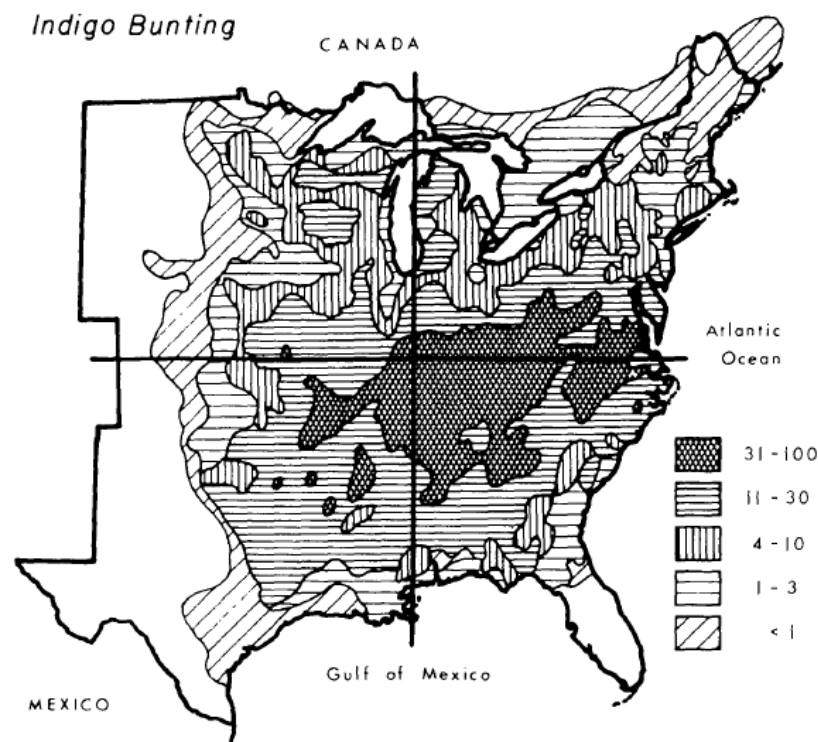 Indigo Bunting
CANADA
Atlantic
Ocean
31-100
11-30
4-10
1-3
<1
Gulf of Mexico
MEXICO